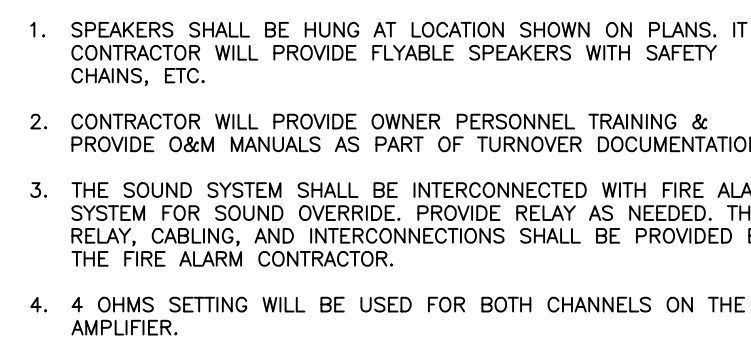 1. SPEAKERS SHALL BE HUNG AT LOCATION SHOWN ON PLANS. IT
CONTRACTOR WILL PROVIDE FLYABLE SPEAKERS WITH SAFETY
CHAINS, ETC.
2. CONTRACTOR WILL PROVIDE OWNER PERSONNEL TRAINING &
PROVIDE O&M MANUALS AS PART OF TURNOVER
3. THE SOUND SYSTEM SHALL BE INTERCONNECTED WITH FIRE
SYSTEM FOR SOUND OVERRIDE. PROVIDE RELAY AS NEEDED.
RELAY, CABLING, AND INTERCONNECTIONS SHALL BE PROVIDED
THE FIRE ALARM CONTRACTOR.
4. 4 OHMS SETTING WILL BE USED FOR BOTH CHANNELS ON THE
AMPLIFIER.